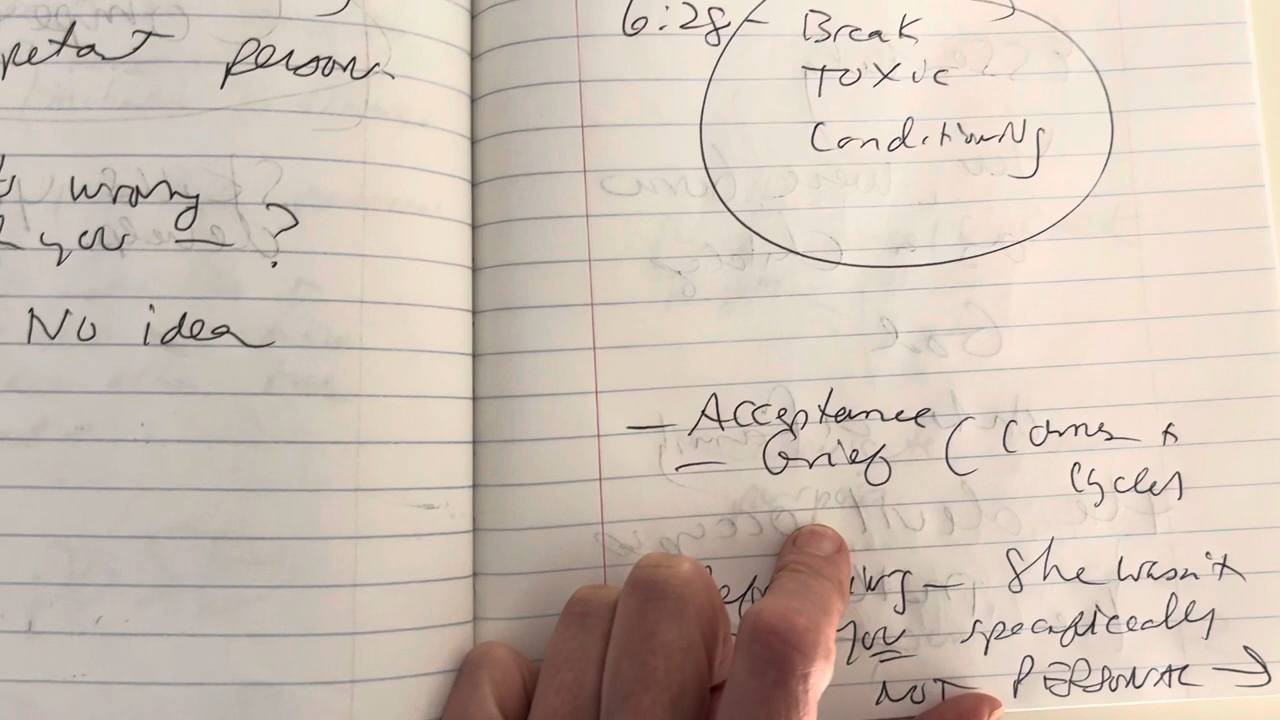 person.
wrong
you — ?
No idea
6:28 - Break
TOXIC
Conditioning
- Acceptance
- Grief ( comes
cycles
- She wasn't
you specifically
NOT PERSONAL →